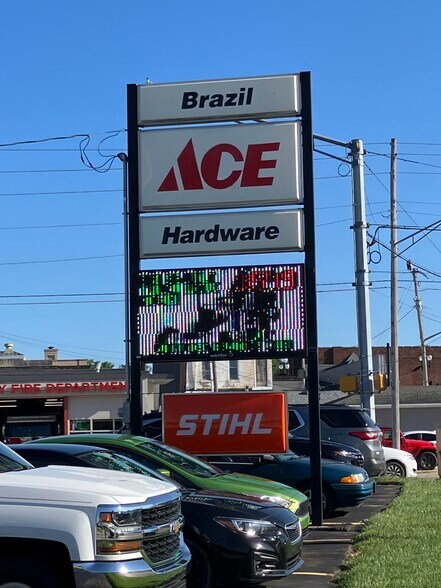 Brazil
ACE
Hardware
STIHL
FIRE DEPARTMENT